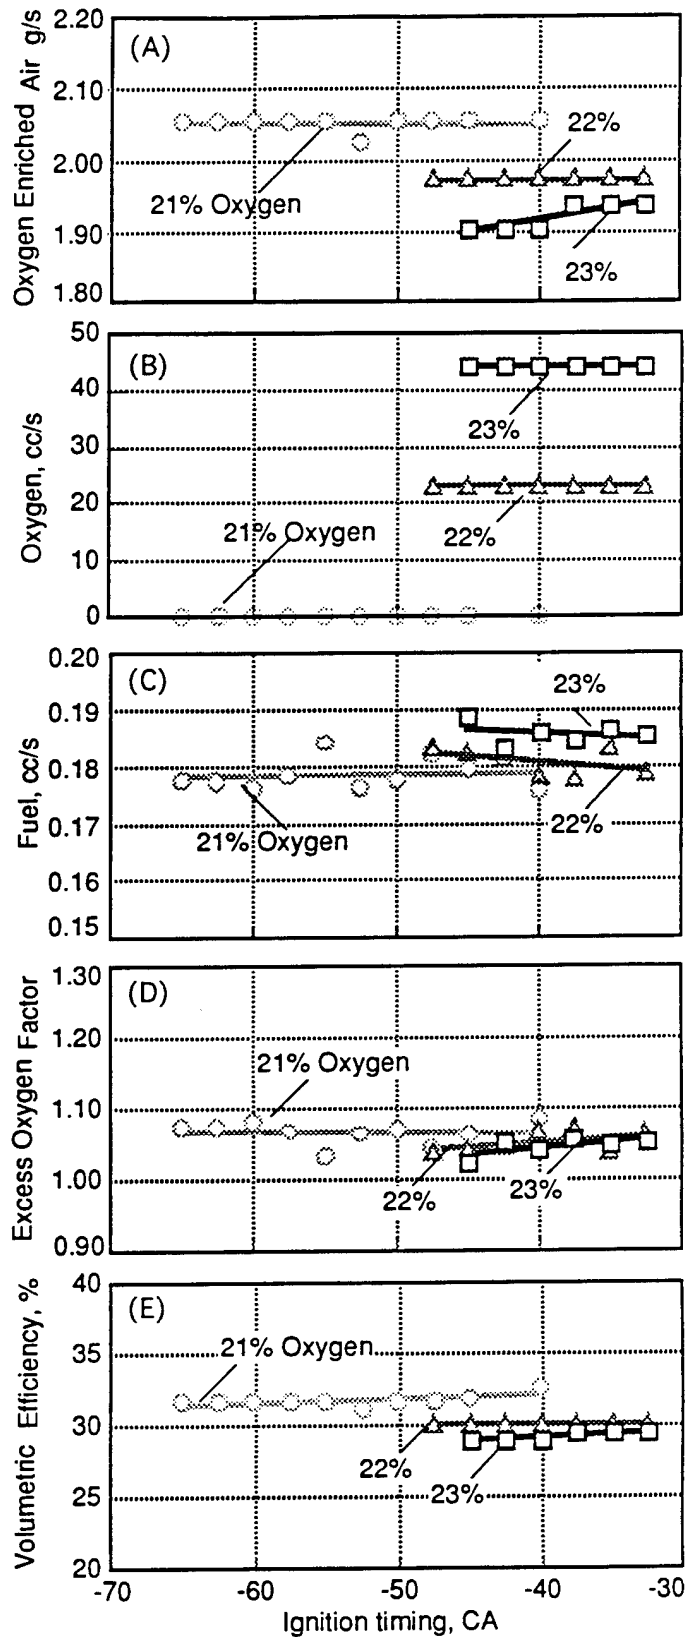 Oxygen Enriched Air g/s
2.20
2.10
2.00
1.90
1.80
(A)
22%
21% Oxygen
23%
Oxygen, cc/s
50
40
30
20
10
0
(B)
23%
21% Oxygen
22%
Fuel, cc/s
0.20
0.19
0.18
0.17
0.16
0.15
(C)
23%
21% Oxygen
22%
Excess Oxygen Factor
1.30
1.20
1.10
1.00
0.90
(D)
21% Oxygen
22%
23%
Volumetric Efficiency, %
40
35
30
25
20
(E)
21% Oxygen
22%
23%
-70 -60 -50 -40 -30
Ignition timing, CA